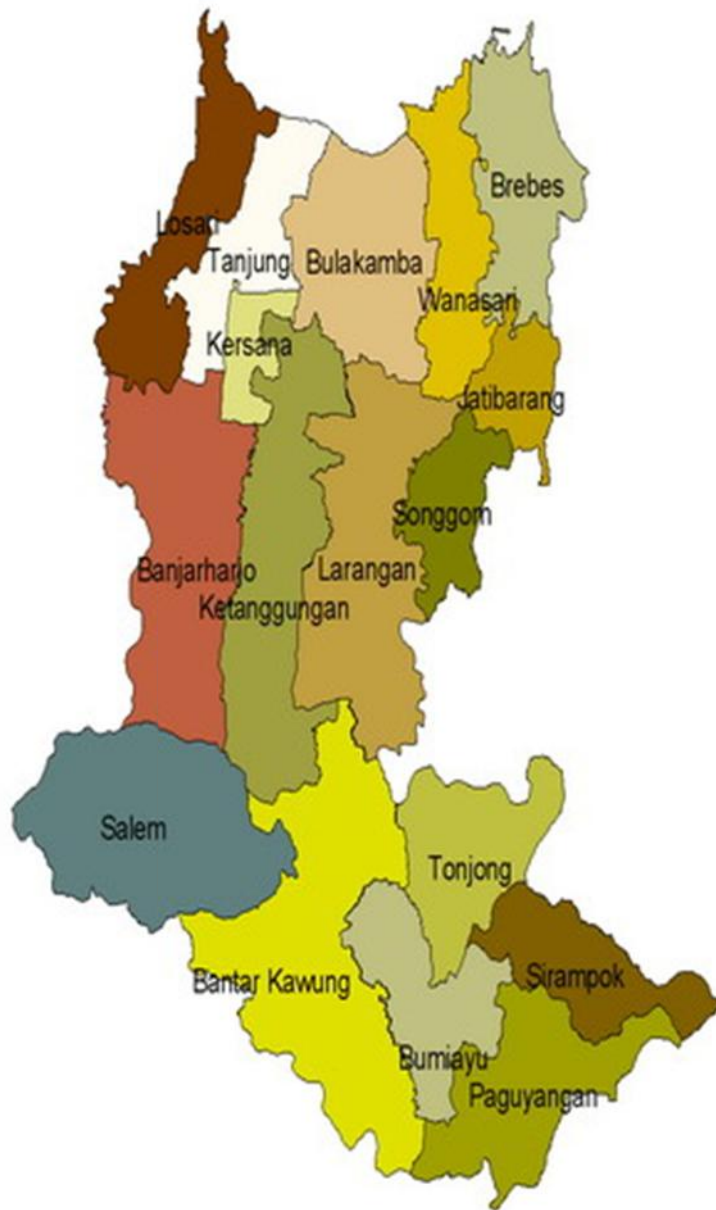 Brebes
Losari
Tanjung
Bulakamba
Wanasari
Kersana
Jatibarang
Songgom
Banjarharjo
Larangan
Ketanggungan
Salem
Tonjong
Bantar Kawung
Sirampok
Bumiayu
Paguyangan